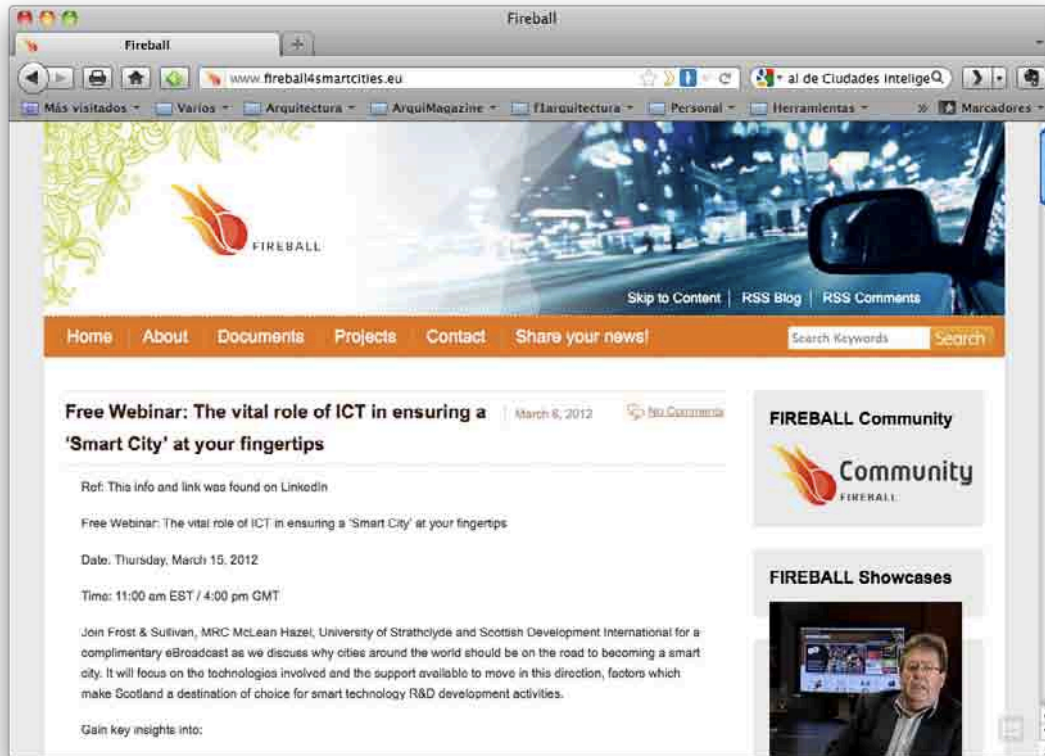 Fireball
Fireball
www.fireball4smartcities.eu
al de Ciudades intelige
Más visitados
Varios
Arquitectura
ArquiMagazine
f1arquitectura
Personal
Herramientas
»
Marcadores
FIREBALL
Skip to Content | RSS Blog | RSS Comments
Home About Documents Projects Contact Share your news!
Search Keywords
Search
Free Webinar: The vital role of ICT in ensuring a
'Smart City' at your fingertips
March 6, 2012
No Comments
Ref: This info and link was found on LinkedIn
Free Webinar: The vital role of ICT in ensuring a 'Smart City' at your fingertips
Date: Thursday, March 15, 2012
Time: 11:00 am EST / 4:00 pm GMT
Join Frost & Sullivan, MRC McLean Hazel, University of Strathclyde and Scottish Development International for a
complimentary eBroadcast as we discuss why cities around the world should be on the road to becoming a smart
city. It will focus on the technologies involved and the support available to move in this direction, factors which
make Scotland a destination of choice for smart technology R&D development activities.
Gain key insights into:
FIREBALL Community
Community
FIREBALL
FIREBALL Showcases